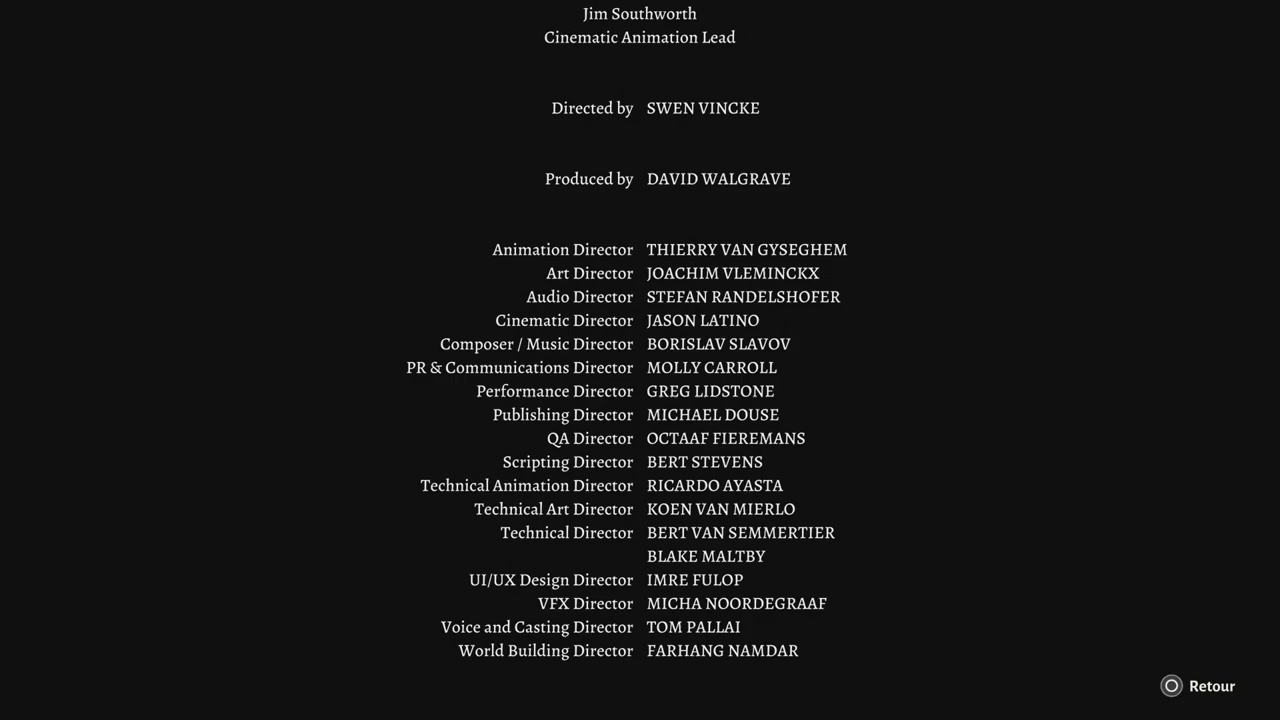 Jim Southworth
Cinematic Animation Lead
Directed by SWEN VINCKE
Produced by DAVID WALGRAVE
Animation Director THIERRY VAN GYSEGHEM
Art Director JOACHIM VLEMINCKX
Audio Director STEFAN RANDELSHOFER
Cinematic Director JASON LATINO
Composer / Music Director BORISLAV SLAVOV
PR & Communications Director MOLLY CARROLL
Performance Director GREG LIDSTONE
Publishing Director MICHAEL DOUSE
QA Director OCTAAF FIEREMANS
Scripting Director BERT STEVENS
Technical Animation Director RICARDO AYASTA
Technical Art Director KOEN VAN MIERLO
Technical Director BERT VAN SEMMERTIER
BLAKE MALTBY
UI/UX Design Director IMRE FULOP
VFX Director MICHA NOORDEGRAAF
Voice and Casting Director TOM PALLAI
World Building Director FARHANG NAMDAR
Retour